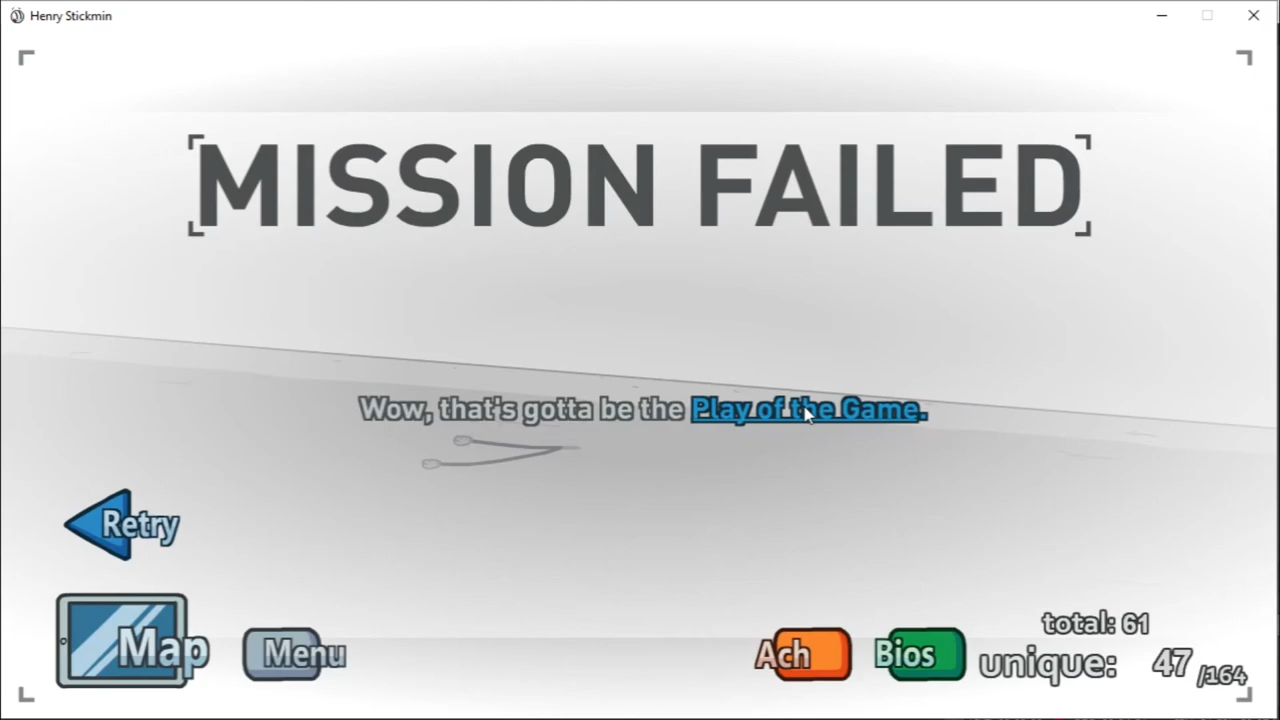 Henry Stickmin
MISSION FAILED
Wow, that's gotta be the Play of the Game.
Retry
Map
Menu
Ach
Bios
total: 61
unique: 47 /164